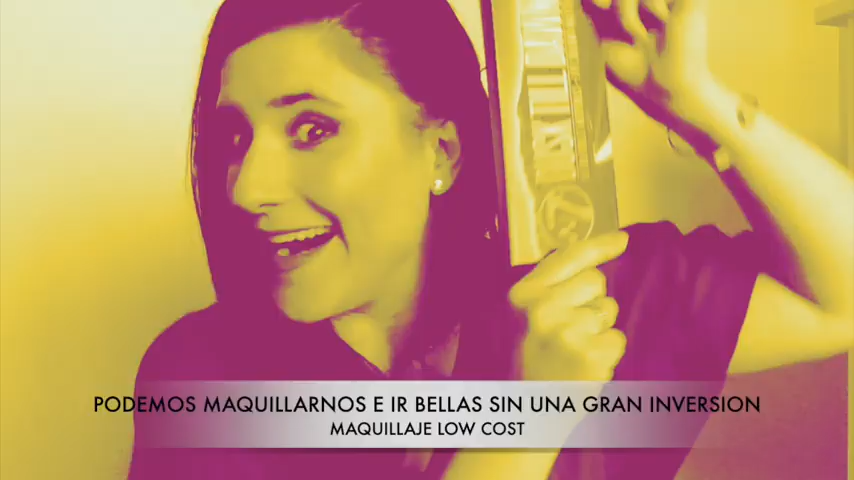 PODEMOS MAQUILLARNOS E IR BELLAS SIN UNA GRAN INVERSION
MAQUILLAJE LOW COST